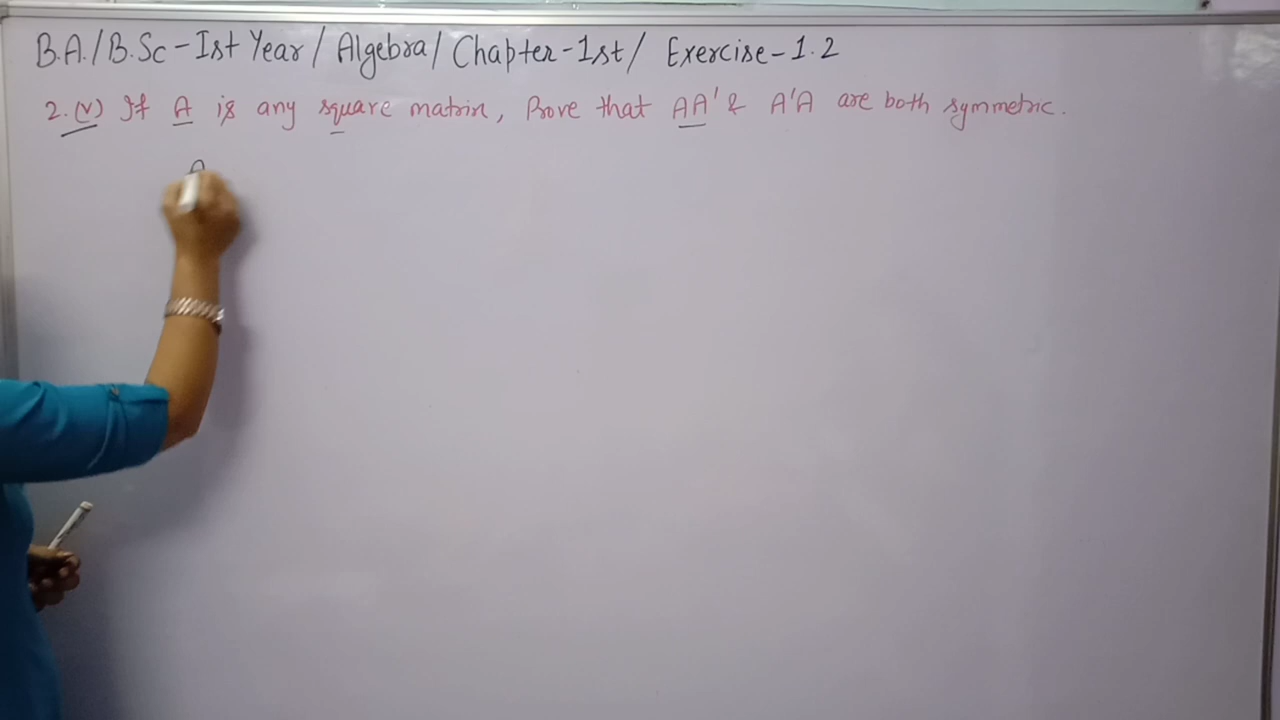 B.A./B.Sc - Ist Year / Algebra / Chapter-1st / Exercise-1.2
2.(v) If A is any square matrix, Prove that AA' & A'A are both symmetric.
A